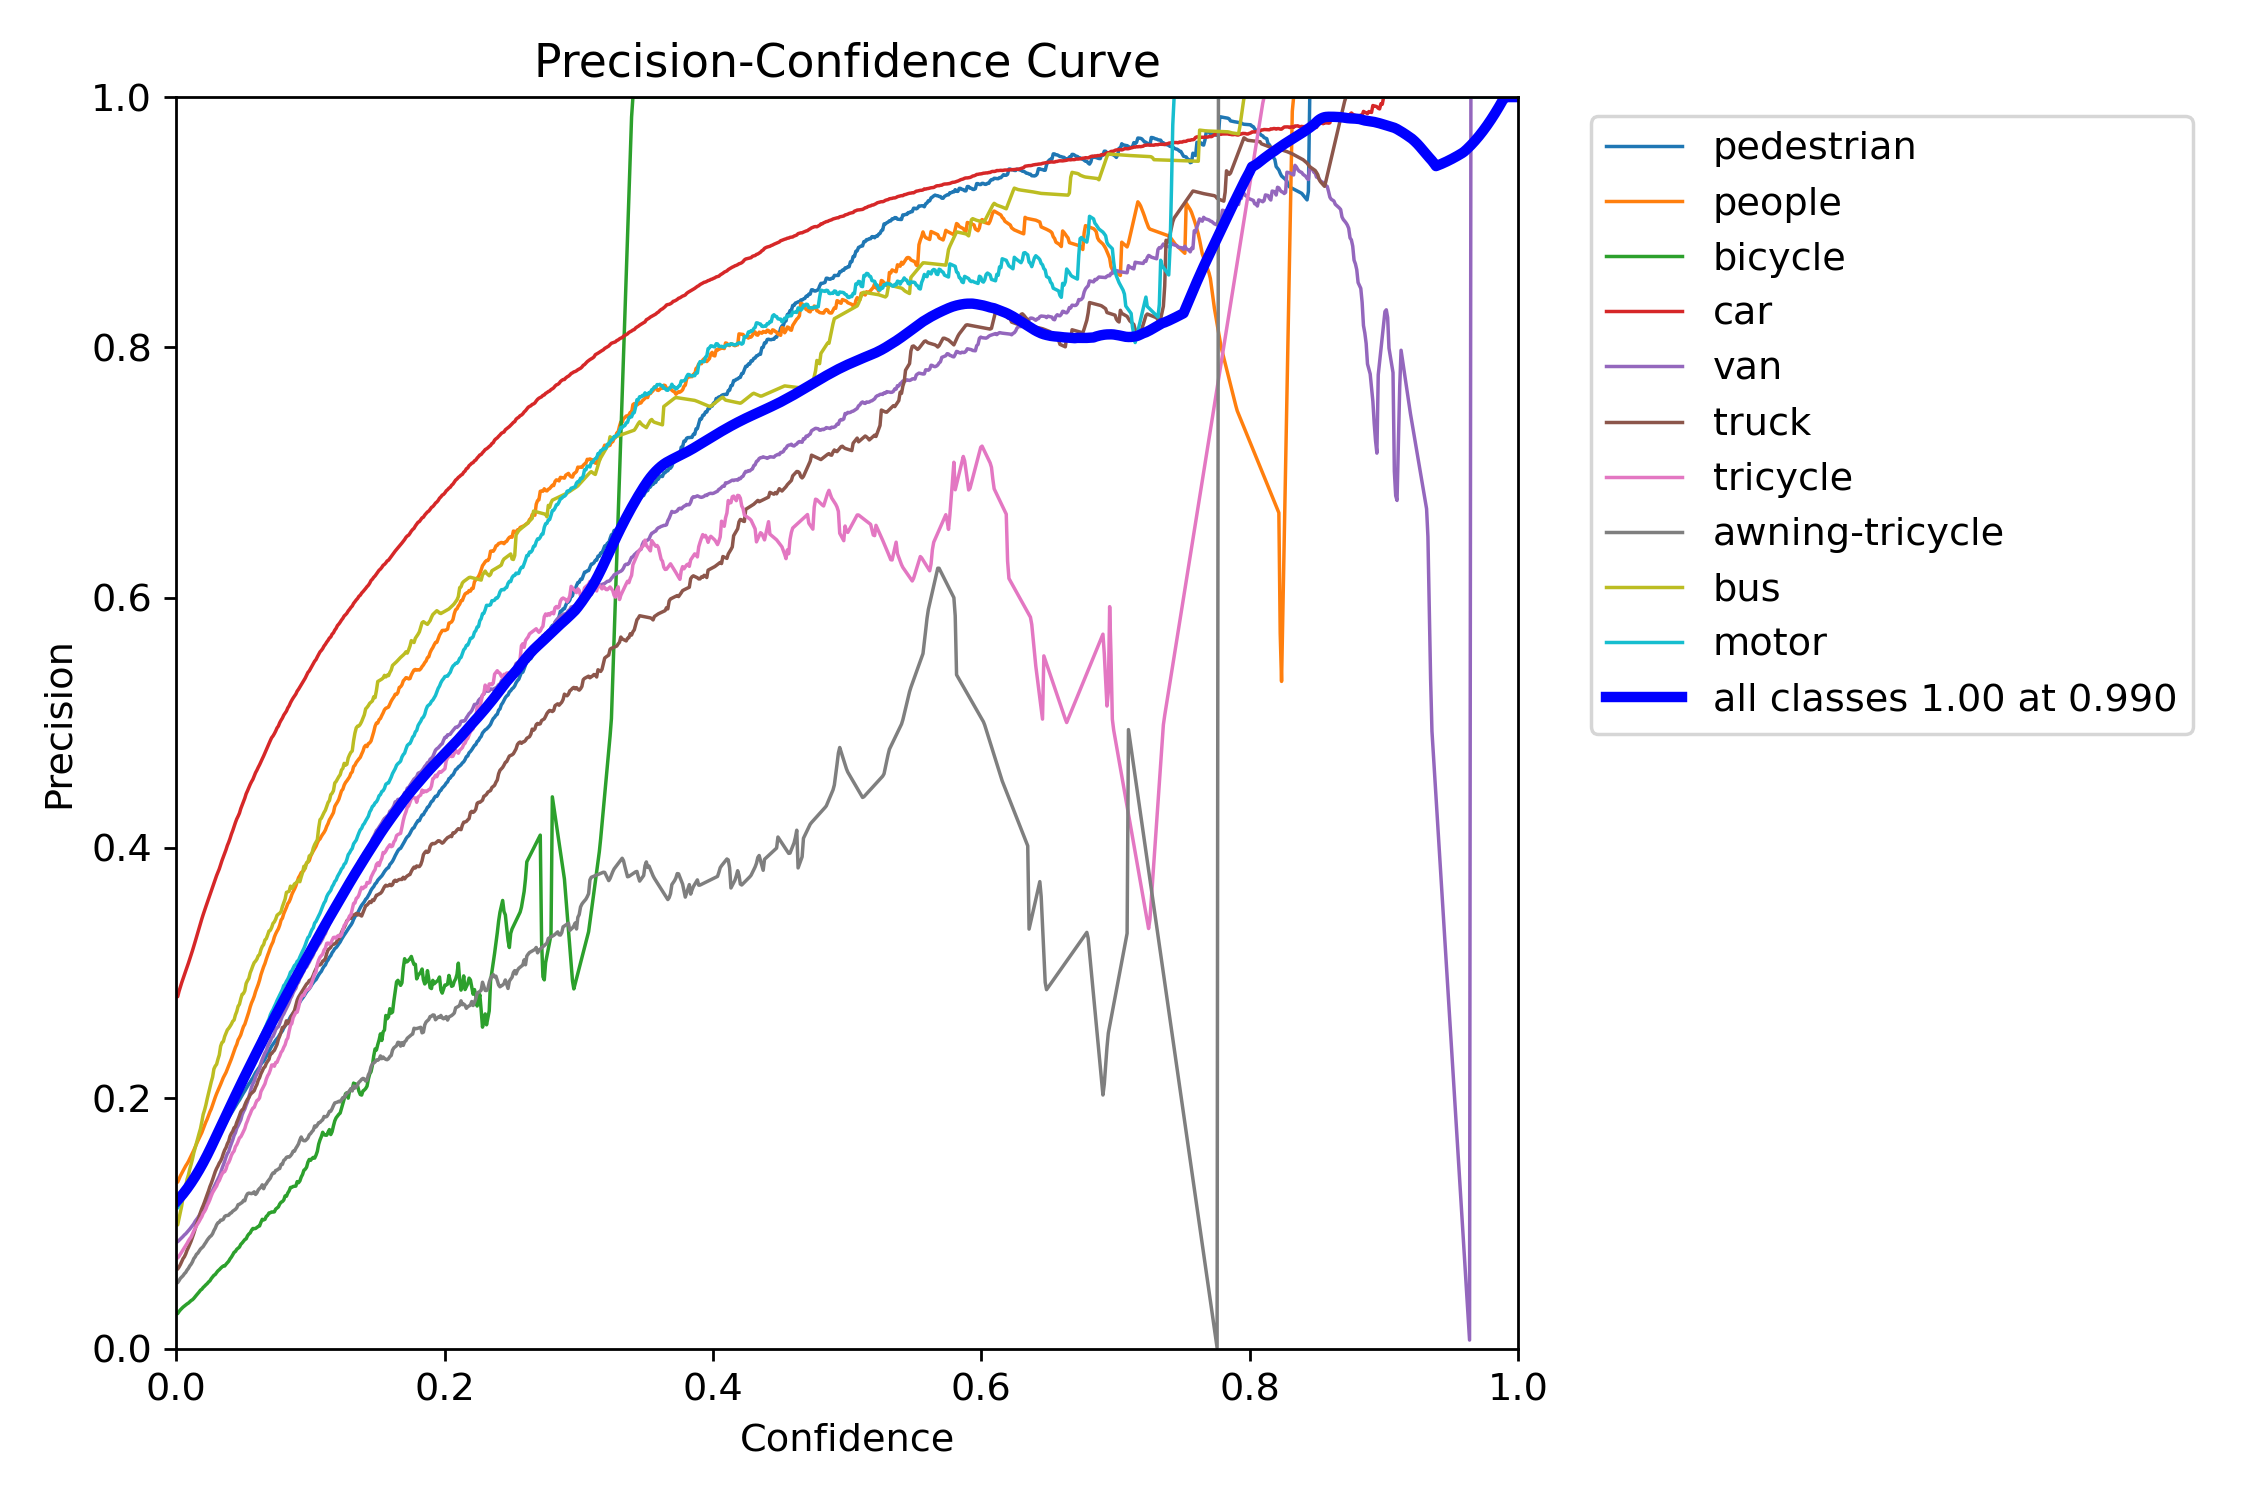 Precision-Confidence Curve
1.0
0.8
0.6
0.4
0.2
0.0
Precision
0.0 0.2 0.4 0.6 0.8 1.0
Confidence
pedestrian
people
bicycle
car
van
truck
tricycle
awning-tricycle
bus
motor
all classes 1.00 at 0.990